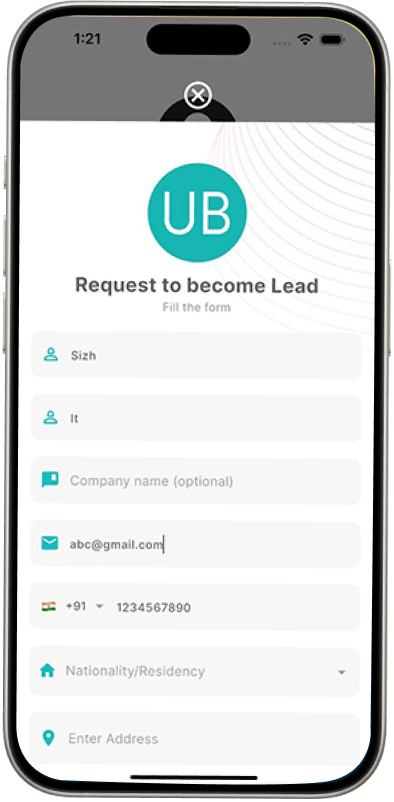 1:21
UB
Request to become Lead
Fill the form
Sizh
It
Company name (optional)
abc@gmail.com
+91 1234567890
Nationality/Residency
Enter Address